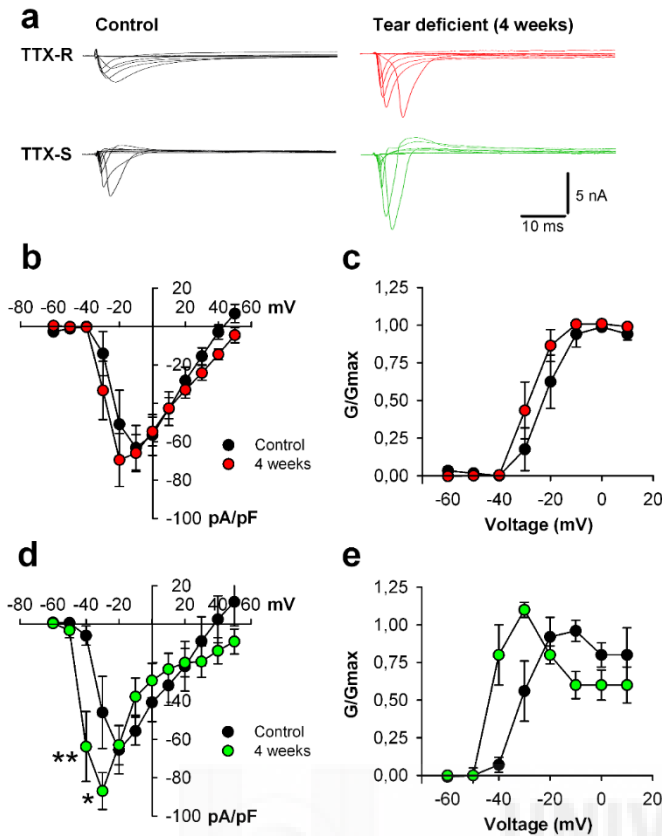 a
Control
Tear deficient (4 weeks)
TTX-R
TTX-S
5 nA
10 ms
b
mV
20
-80 -60 -40 -20 0 20 40 60
-20
-40
-60
-80
-100
pA/pF
Control
4 weeks
c
G/Gmax
1,25
1,00
0,75
0,50
0,25
0,00
-60 -40 -20 0 20
Voltage (mV)
d
mV
20
-80 -60 -40 -20 0 20 40 60
-20
-40
-60
-80
-100
pA/pF
**
*
Control
4 weeks
e
G/Gmax
1,25
1,00
0,75
0,50
0,25
0,00
-60 -40 -20 0 20
Voltage (mV)